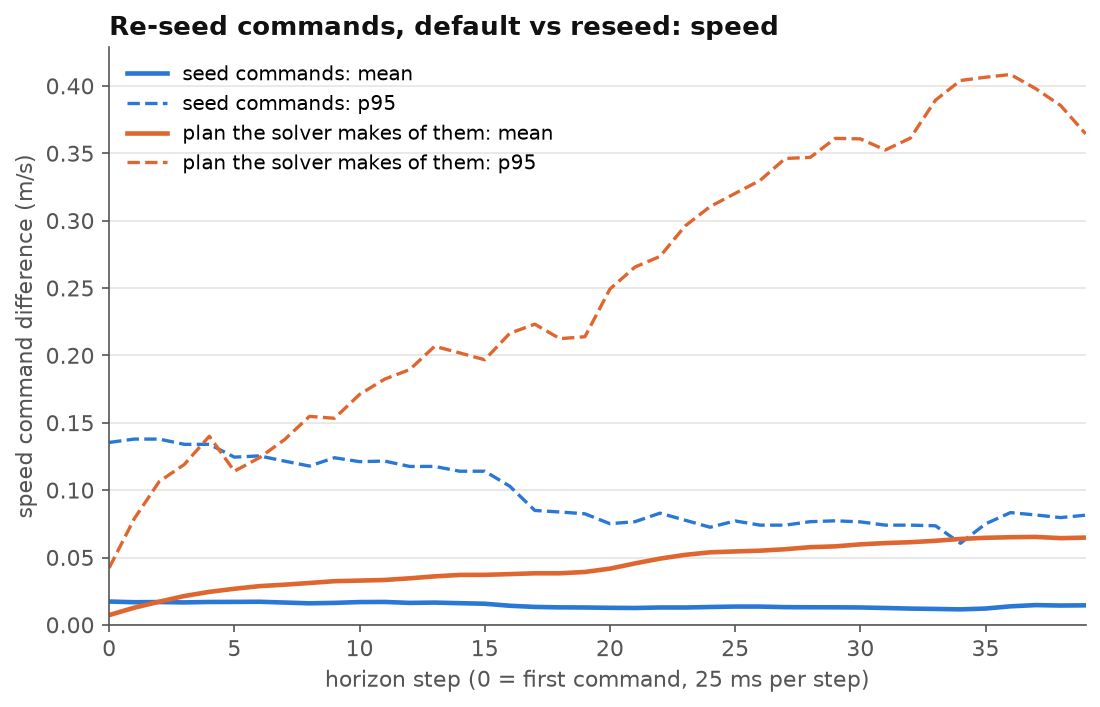 Re-seed commands, default vs reseed: speed
seed commands: mean
seed commands: p95
plan the solver makes of them: mean
plan the solver makes of them: p95
speed command difference (m/s)
0.40
0.35
0.30
0.25
0.20
0.15
0.10
0.05
0.00
0 5 10 15 20 25 30 35
horizon step (0 = first command, 25 ms per step)